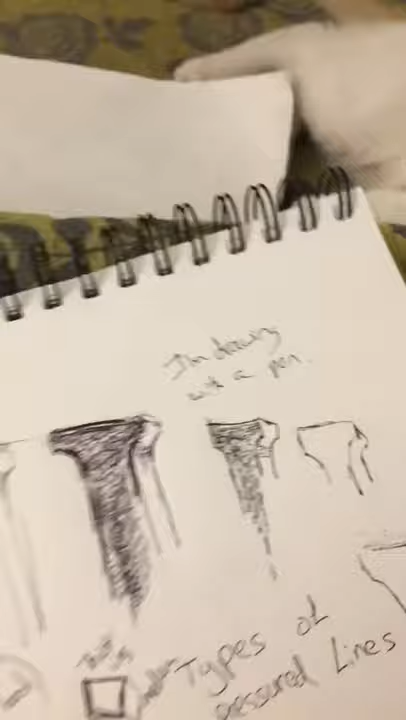 I'm drawing
with a pen.
Types of
pressured Lines